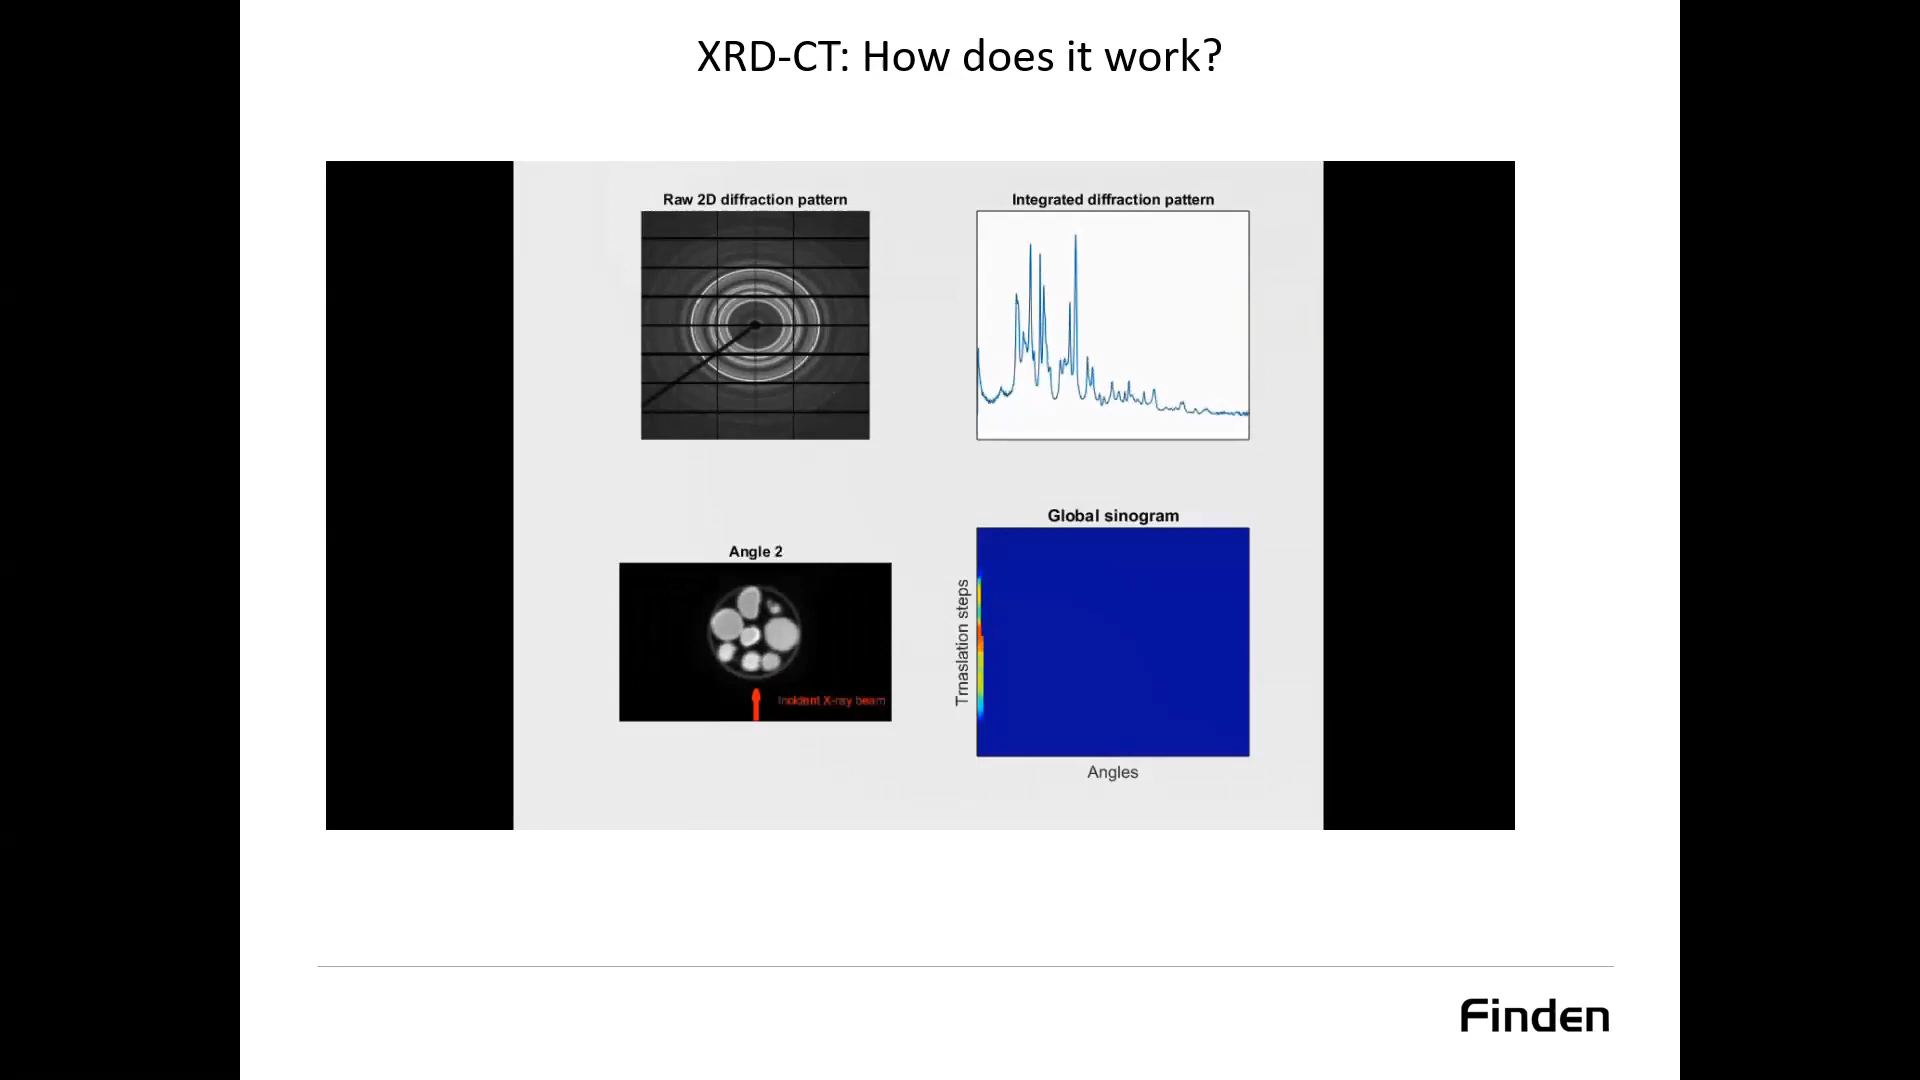 XRD-CT: How does it work?
Raw 2D diffraction pattern
Integrated diffraction pattern
Angle 2
Incident X-ray beam
Global sinogram
Trnaslation steps
Angles
Finden